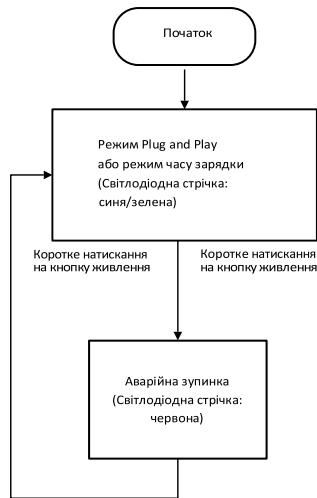 Початок
Режим Plug and Play
або режим часу зарядки
(Світлодіодна стрічка:
синя/зелена)
Коротке натискання
на кнопку живлення
Коротке натискання
на кнопку живлення
Аварійна зупинка
(Світлодіодна стрічка:
червона)